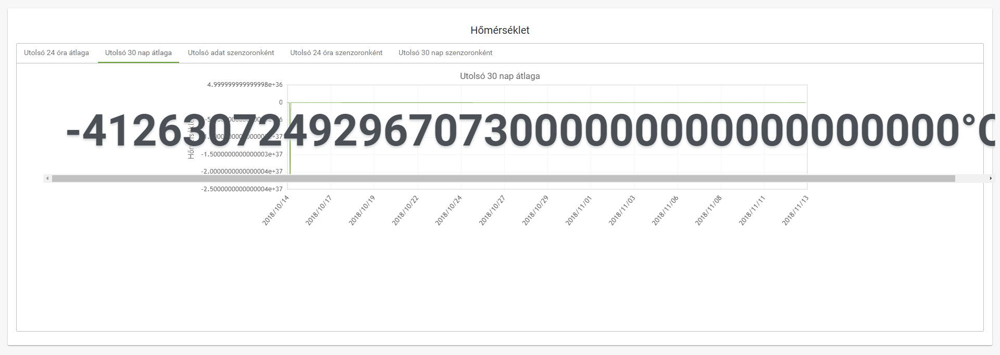 Hőmérséklet
Utolsó 24 óra átlaga Utolsó 30 nap átlaga Utolsó adat szenzoronként Utolsó 24 óra szenzoronként Utolsó 30 nap szenzoronként
Utolsó 30 nap átlaga
4.999999999999998e+36
0
-41263072492967073000000000000000000°C
-1.5000000000000003e+37
-2.0000000000000004e+37
-2.5000000000000004e+37
2018/10/14 2018/10/17 2018/10/19 2018/10/22 2018/10/24 2018/10/27 2018/10/29 2018/11/01 2018/11/03 2018/11/06 2018/11/08 2018/11/11 2018/11/13